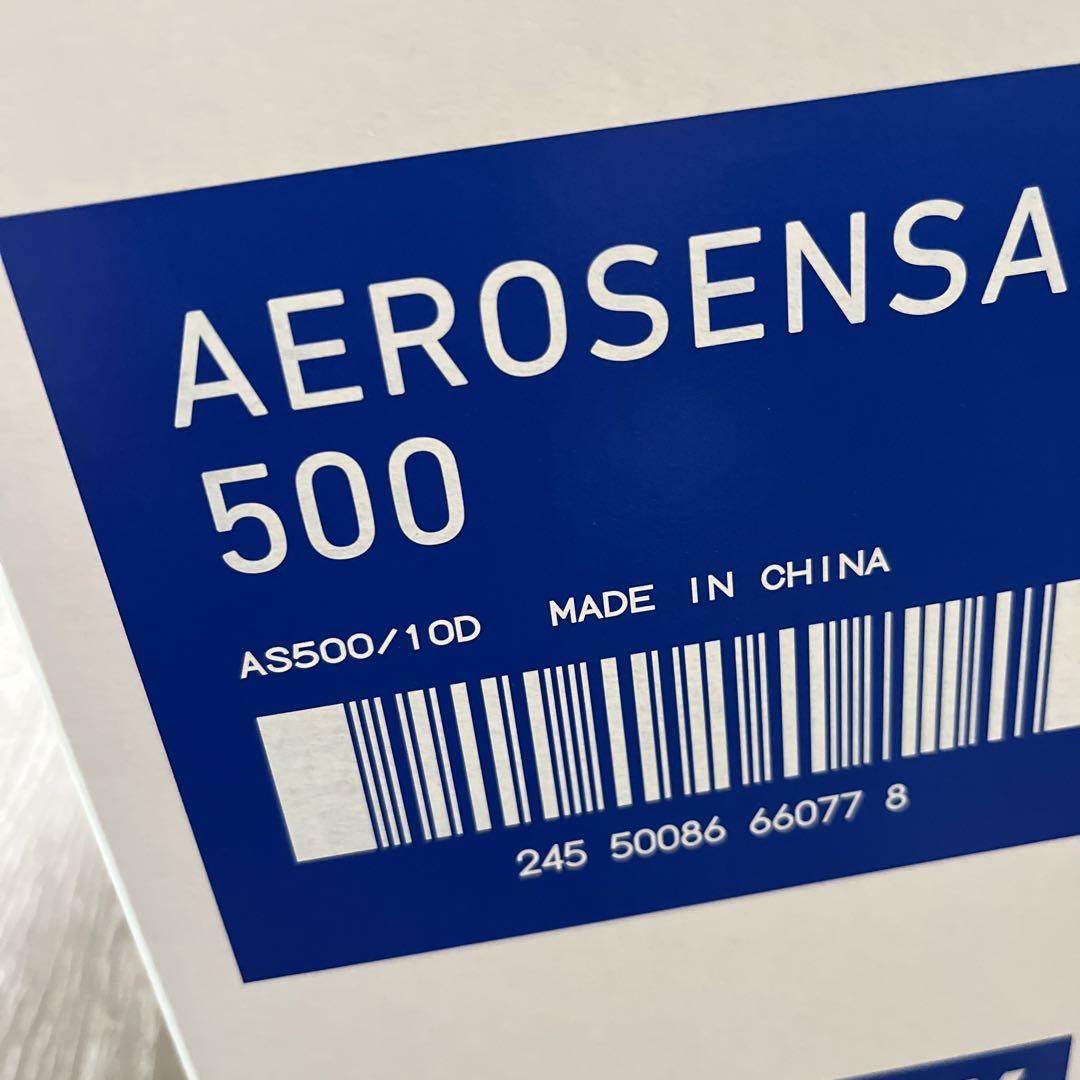 AEROSENSA
500
AS500/10D MADE IN CHINA
245 50086 66077 8